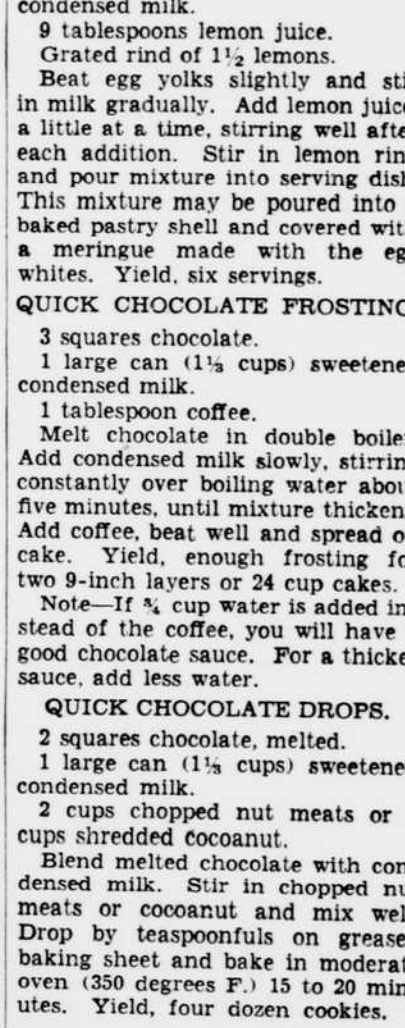 condensed milk.
9 tablespoons lemon juice.
Grated rind of 1½ lemons.
Beat egg yolks slightly and sti
in milk gradually. Add lemon juice
a little at a time, stirring well afte
each addition. Stir in lemon rin
and pour mixture into serving dish
This mixture may be poured into
baked pastry shell and covered wit
a meringue made with the eg
whites. Yield, six servings.
QUICK CHOCOLATE FROSTING
3 squares chocolate.
1 large can (1⅓ cups) sweetene
condensed milk.
1 tablespoon coffee.
Melt chocolate in double boiler
Add condensed milk slowly, stirrin
constantly over boiling water abou
five minutes, until mixture thicken
Add coffee, beat well and spread o
cake. Yield, enough frosting fo
two 9-inch layers or 24 cup cakes.
Note—If ¾ cup water is added in
stead of the coffee, you will have
good chocolate sauce. For a thicke
sauce, add less water.
QUICK CHOCOLATE DROPS.
2 squares chocolate, melted.
1 large can (1⅓ cups) sweetene
condensed milk.
2 cups chopped nut meats or
cups shredded cocoanut.
Blend melted chocolate with con
densed milk. Stir in chopped nu
meats or cocoanut and mix wel
Drop by teaspoonfuls on grease
baking sheet and bake in moderat
oven (350 degrees F.) 15 to 20 min
utes. Yield, four dozen cookies.